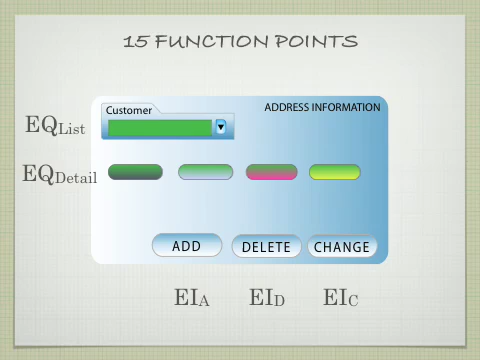 15 FUNCTION POINTS
Customer
ADDRESS INFORMATION
EQList
EQDetail
ADD DELETE CHANGE
EIA EID EIC